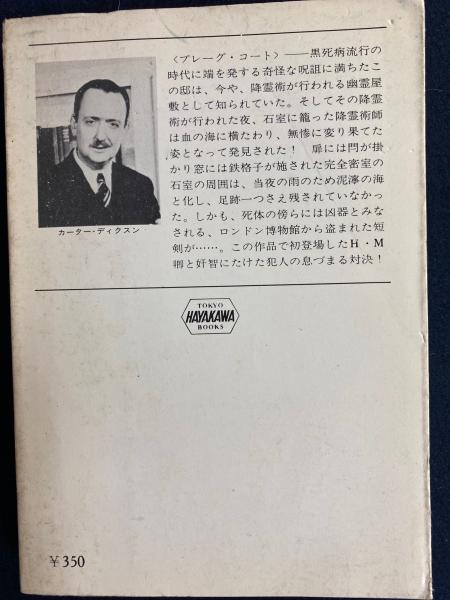 〈プレーグ・コート〉――黒死病流行の
時代に端を発する奇怪な呪詛に満ちたこ
の邸は、今や、降霊術が行われる幽霊屋
敷として知られていた。そしてその降霊
術が行われた夜、石室に籠った降霊術師
は血の海に横たわり、無惨に変り果てた
姿となって発見された！　扉には閂が掛
かり窓には鉄格子が施された完全密室の
石室の周囲は、当夜の雨のため泥濘の海
と化し、足跡一つさえ残されていなかっ
た。しかも、死体の傍らには凶器とみな
される、ロンドン博物館から盗まれた短
剣が……。この作品で初登場したH・M
卿と奸智にたけた犯人の息づまる対決！
カーター・ディクスン
TOKYO
HAYAKAWA
BOOKS
¥350